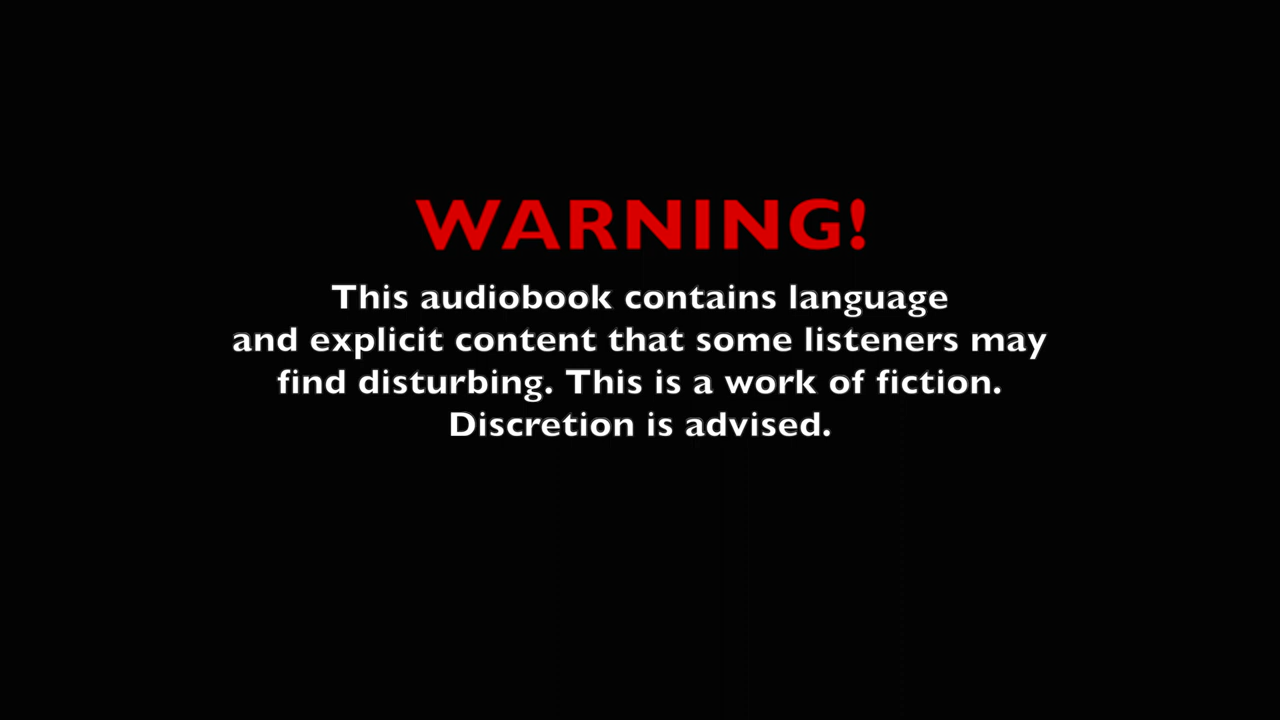 WARNING!
This audiobook contains language
and explicit content that some listeners may
find disturbing. This is a work of fiction.
Discretion is advised.